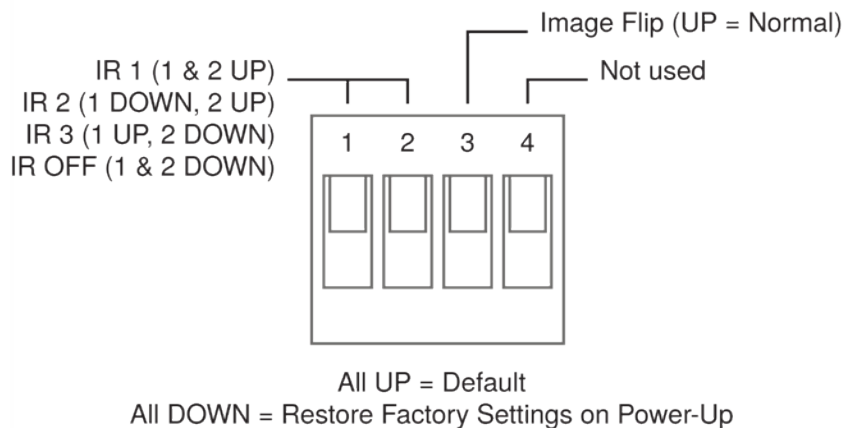 Image Flip (UP = Normal)
IR 1 (1 & 2 UP)
Not used
IR 2 (1 DOWN, 2 UP)
IR 3 (1 UP, 2 DOWN)
IR OFF (1 & 2 DOWN)
1 2 3 4
All UP = Default
All DOWN = Restore Factory Settings on Power-Up